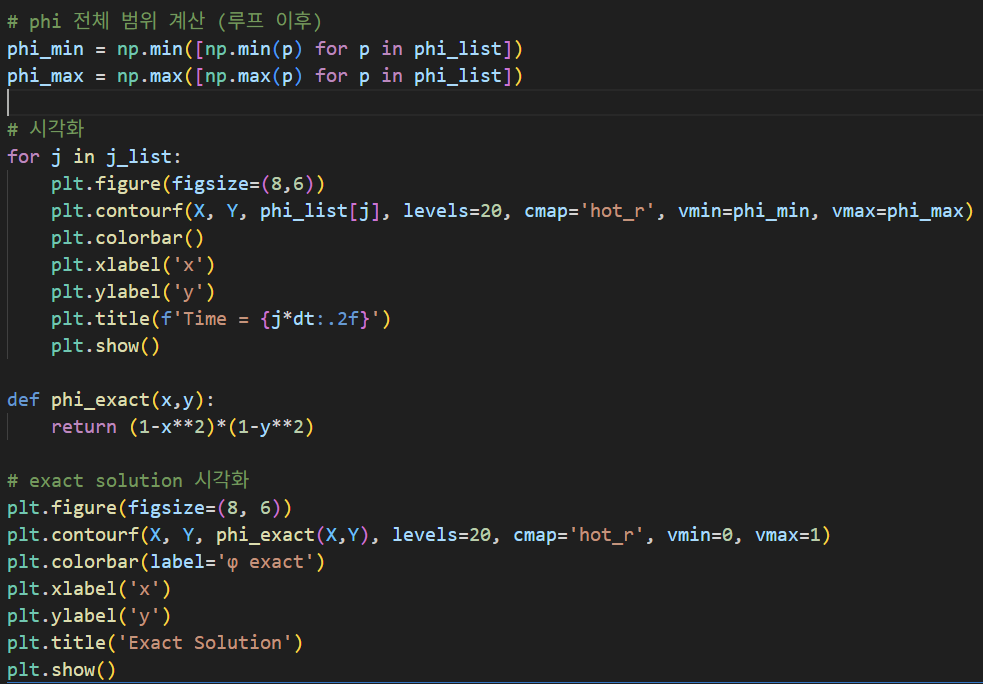 # phi 전체 범위 계산 (루프 이후)
phi_min = np.min([np.min(p) for p in phi_list])
phi_max = np.max([np.max(p) for p in phi_list])
# 시각화
for j in j_list:
    plt.figure(figsize=(8,6))
    plt.contourf(X, Y, phi_list[j], levels=20, cmap='hot_r', vmin=phi_min, vmax=phi_max)
    plt.colorbar()
    plt.xlabel('x')
    plt.ylabel('y')
    plt.title(f'Time = {j*dt:.2f}')
    plt.show()
def phi_exact(x,y):
    return (1-x**2)*(1-y**2)
# exact solution 시각화
plt.figure(figsize=(8, 6))
plt.contourf(X, Y, phi_exact(X,Y), levels=20, cmap='hot_r', vmin=0, vmax=1)
plt.colorbar(label='φ exact')
plt.xlabel('x')
plt.ylabel('y')
plt.title('Exact Solution')
plt.show()